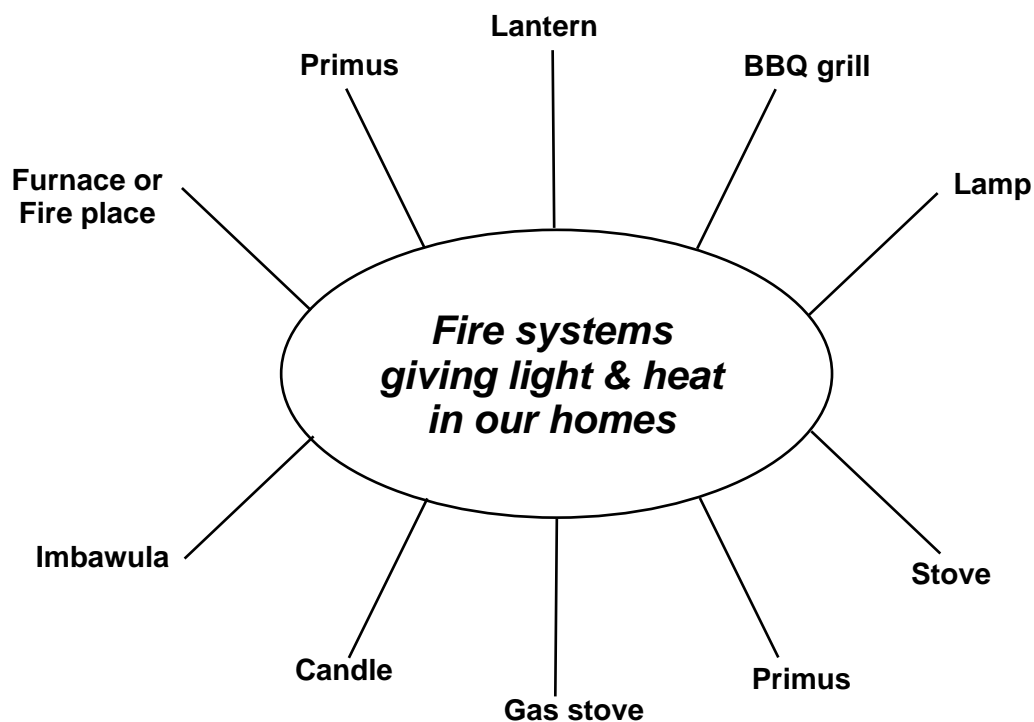 Lantern
Primus
BBQ grill
Furnace or
Fire place
Lamp
Fire systems
giving light & heat
in our homes
Imbawula
Stove
Candle
Primus
Gas stove